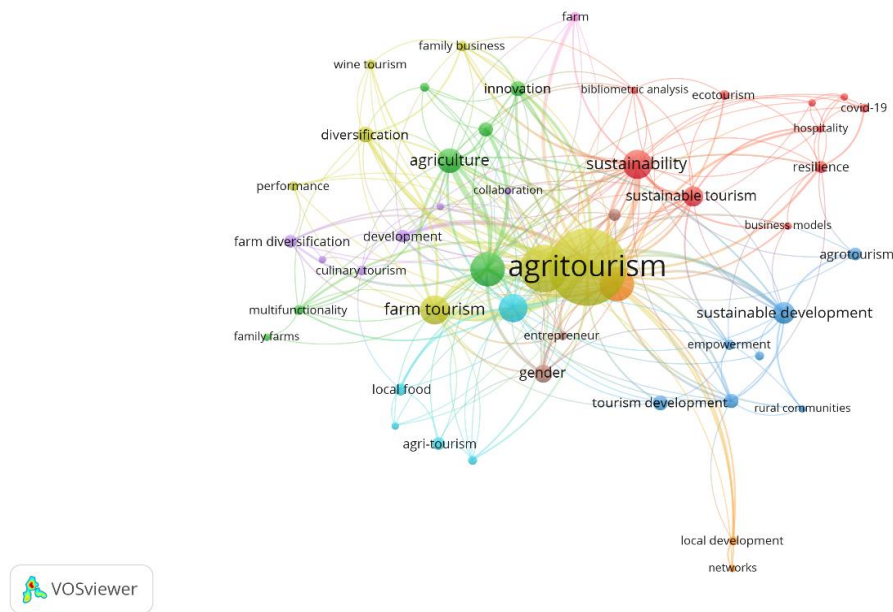 farm
family business
wine tourism
innovation
bibliometric analysis
ecotourism
covid-19
hospitality
diversification
agriculture
sustainability
resilience
performance
collaboration
sustainable tourism
business models
farm diversification
development
agrotourism
culinary tourism
agritourism
multifunctionality
farm tourism
sustainable development
family farms
entrepreneur
empowerment
gender
local food
tourism development
rural communities
agri-tourism
local development
networks
VOSviewer